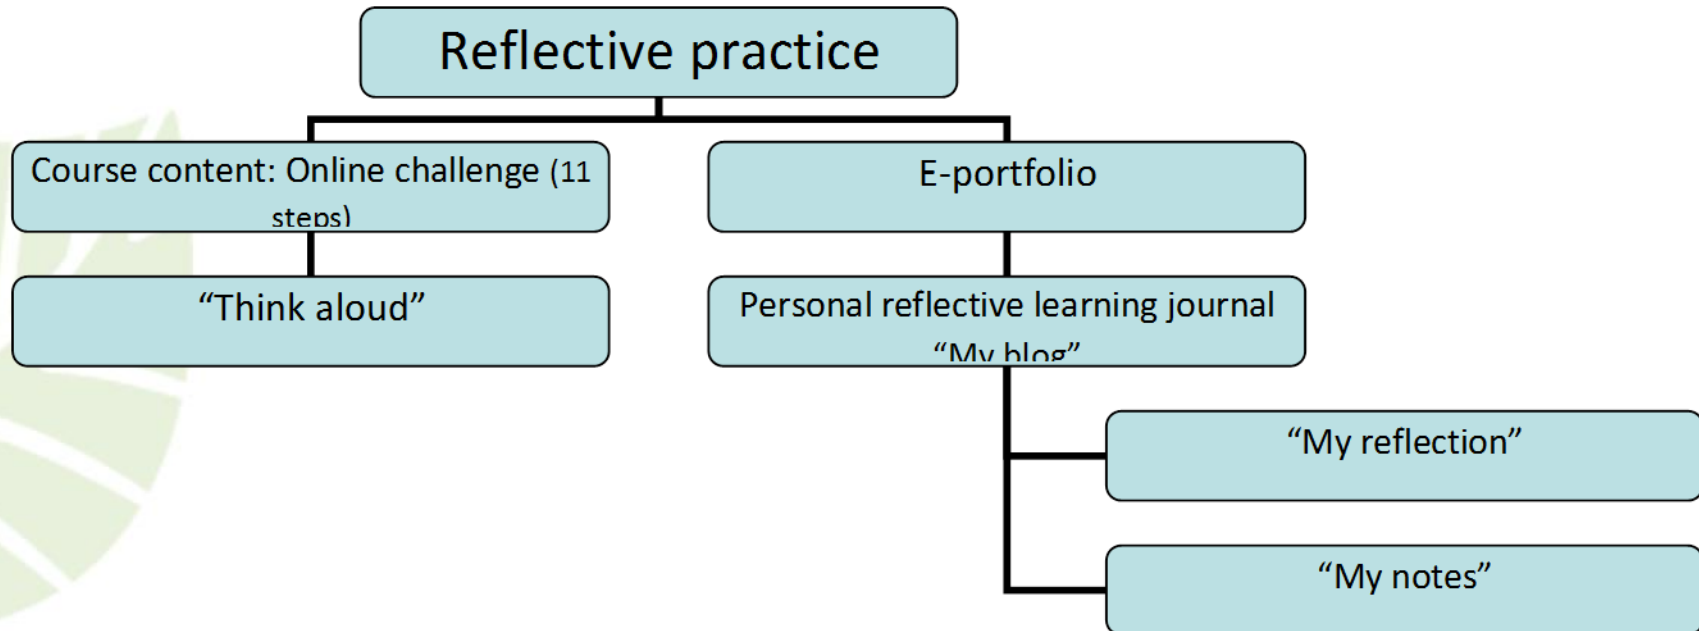 Reflective practice
Course content: Online challenge (11
steps)
E-portfolio
“Think aloud”
Personal reflective learning journal
“My blog”
“My reflection”
“My notes”